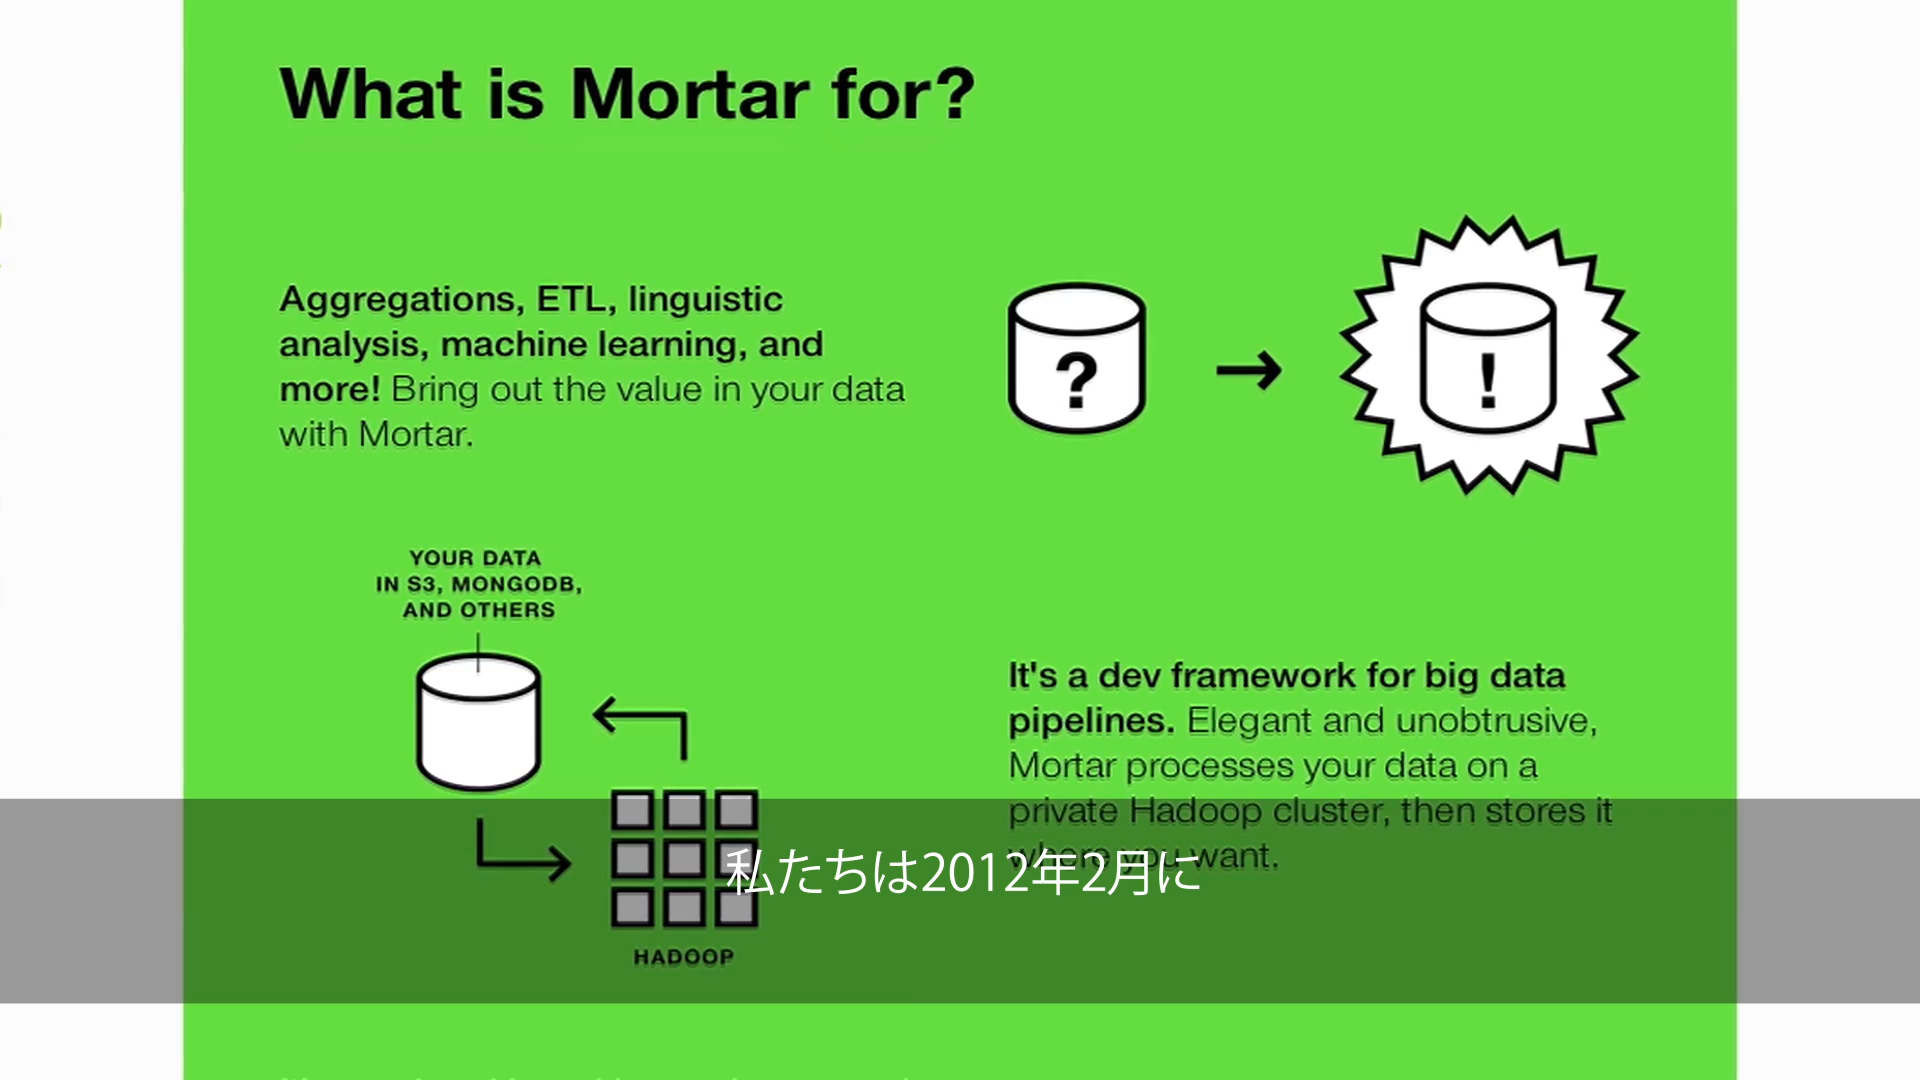 What is Mortar for?
Aggregations, ETL, linguistic
analysis, machine learning, and
more! Bring out the value in your data
with Mortar.
?
!
YOUR DATA
IN S3, MONGODB,
AND OTHERS
HADOOP
It's a dev framework for big data
pipelines. Elegant and unobtrusive,
Mortar processes your data on a
private Hadoop cluster, then stores it
where you want.
私たちは2012年2月に